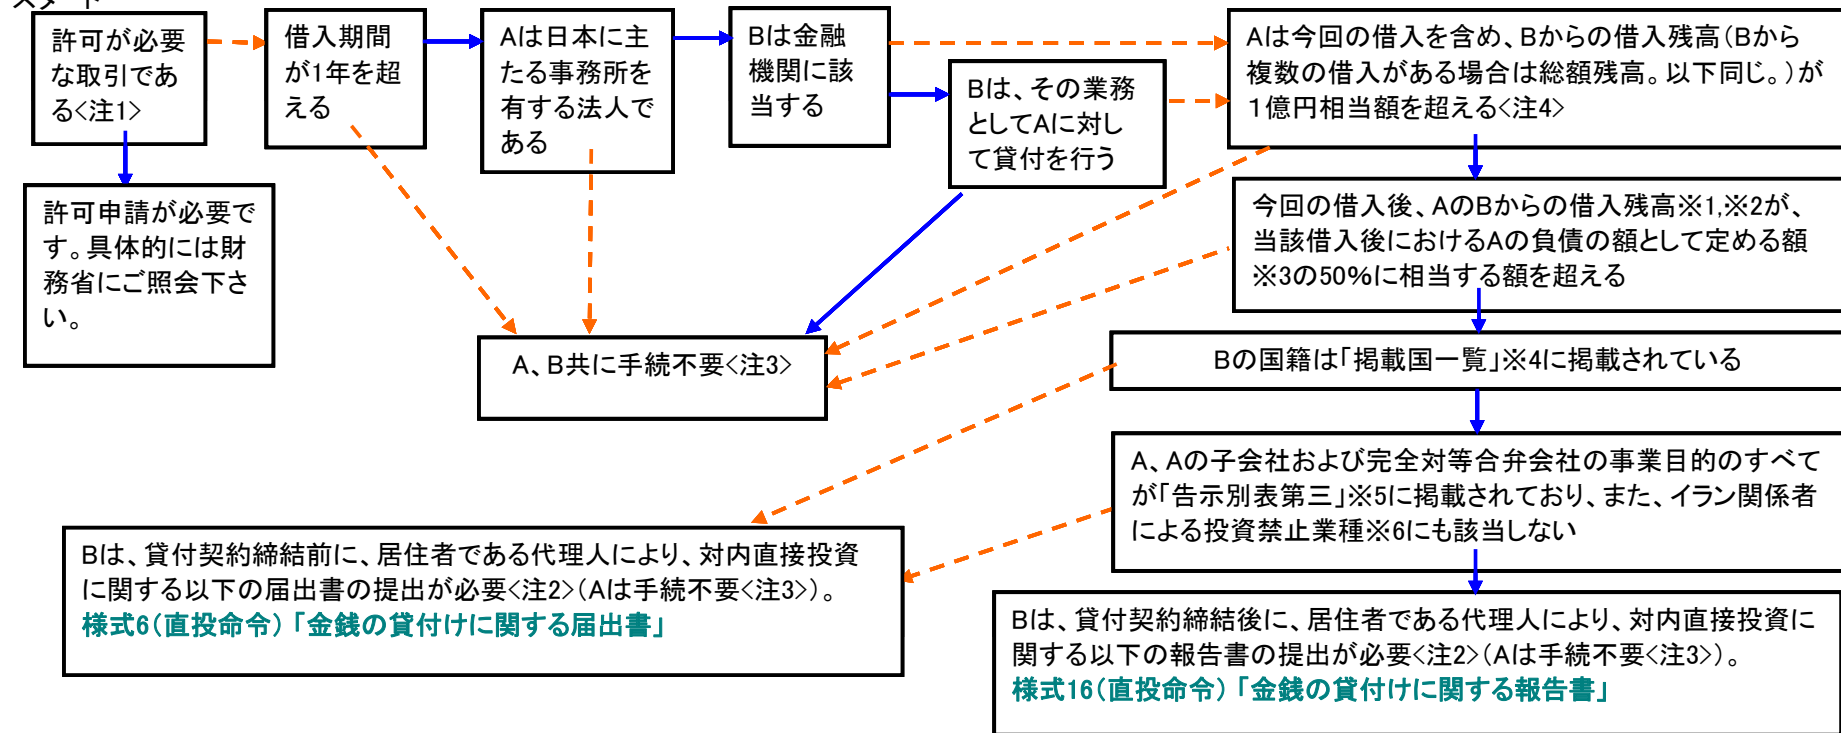 スタート
許可が必要
な取引であ
る<注1>
借入期間
が1年を超
える
Aは日本に主
たる事務所を
有する法人で
ある
Bは金融
機関に該
当する
Bは、その業務
としてAに対し
て貸付を行う
Aは今回の借入を含め、Bからの借入残高(Bから
複数の借入がある場合は総額残高。以下同じ。)が
1億円相当額を超える<注4>
許可申請が必要で
す。具体的には財
務省にご照会下さ
い。
今回の借入後、AのBからの借入残高※1,※2が、
当該借入後におけるAの負債の額として定める額
※3の50%に相当する額を超える
A、B共に手続不要<注3>
Bの国籍は「掲載国一覧」※4に掲載されている
A、Aの子会社および完全対等合弁会社の事業目的のすべて
が「告示別表第三」※5に掲載されており、また、イラン関係者
による投資禁止業種※6にも該当しない
Bは、貸付契約締結前に、居住者である代理人により、対内直接投資
に関する以下の届出書の提出が必要<注2>(Aは手続不要<注3>)。
様式6(直投命令)「金銭の貸付けに関する届出書」
Bは、貸付契約締結後に、居住者である代理人により、対内直接投資に
関する以下の報告書の提出が必要<注2>(Aは手続不要<注3>)。
様式16(直投命令)「金銭の貸付けに関する報告書」